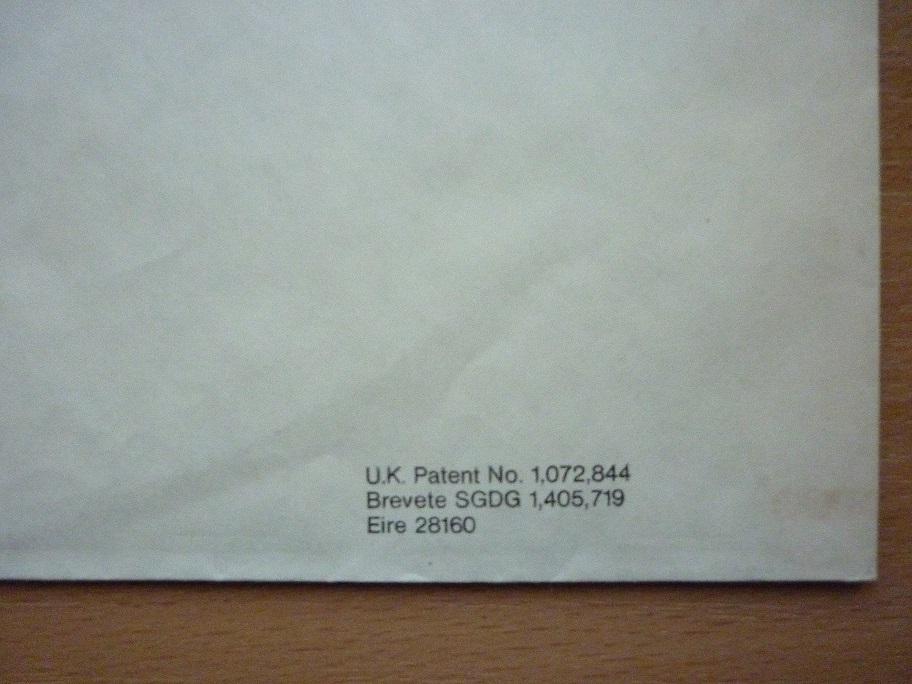 U.K. Patent No. 1,072,844
Brevete SGDG 1,405,719
Eire 28160